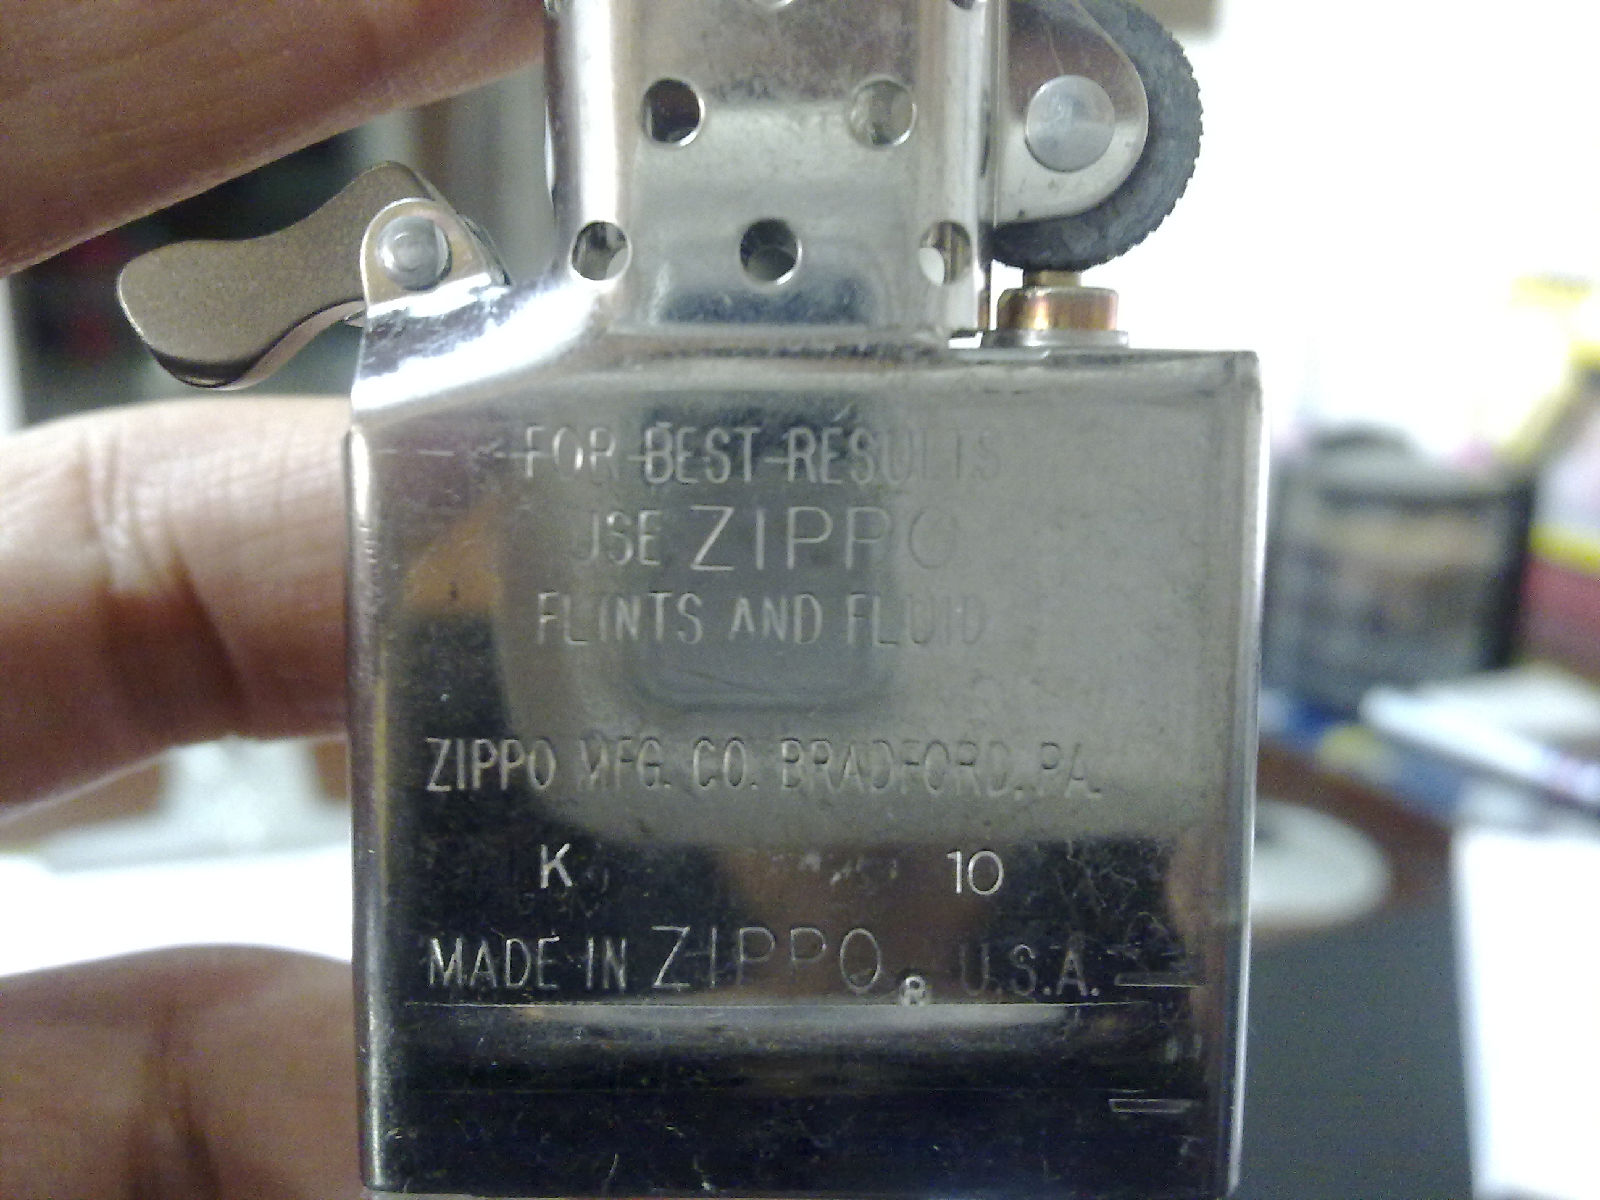 FOR BEST RESULTS
USE ZIPPO
FLINTS AND FLUID
ZIPPO MFG. CO. BRADFORD, PA.
K 10
MADE IN ZIPPO ® U.S.A.